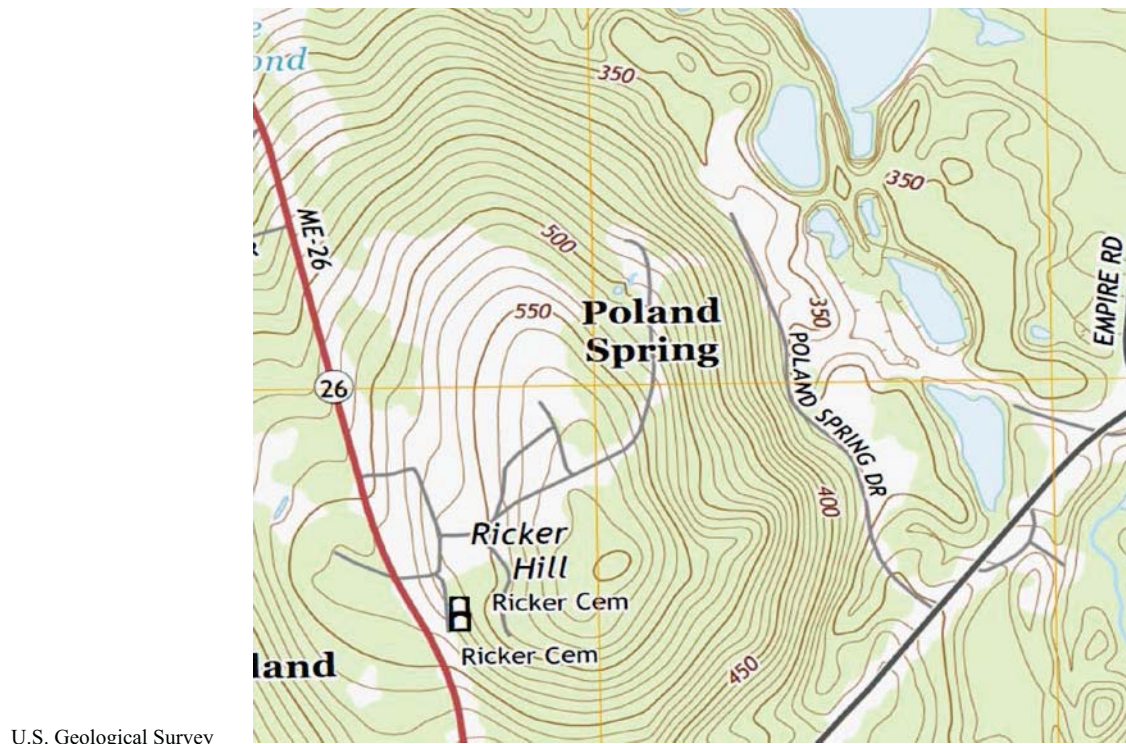 ond
350
350
ME-26
500
EMPIRE RD
550
Poland
Spring
350
POLAND SPRING DR
26
400
Ricker
Hill
Ricker Cem
Ricker Cem
land
450
U.S. Geological Survey